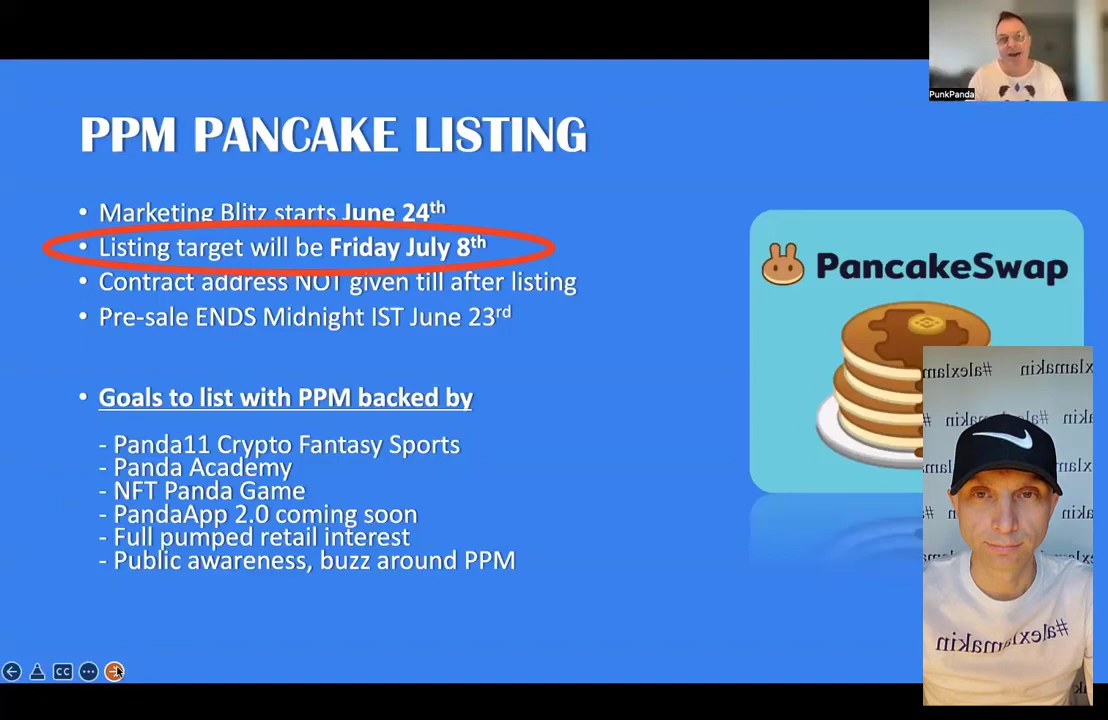 PunkPanda
PPM PANCAKE LISTING
• Marketing Blitz starts June 24th
• Listing target will be Friday July 8th
• Contract address NOT given till after listing
• Pre-sale ENDS Midnight IST June 23rd
• Goals to list with PPM backed by
- Panda11 Crypto Fantasy Sports
- Panda Academy
- NFT Panda Game
- PandaApp 2.0 coming soon
- Full pumped retail interest
- Public awareness, buzz around PPM
PancakeSwap
#alexlamakin
CC